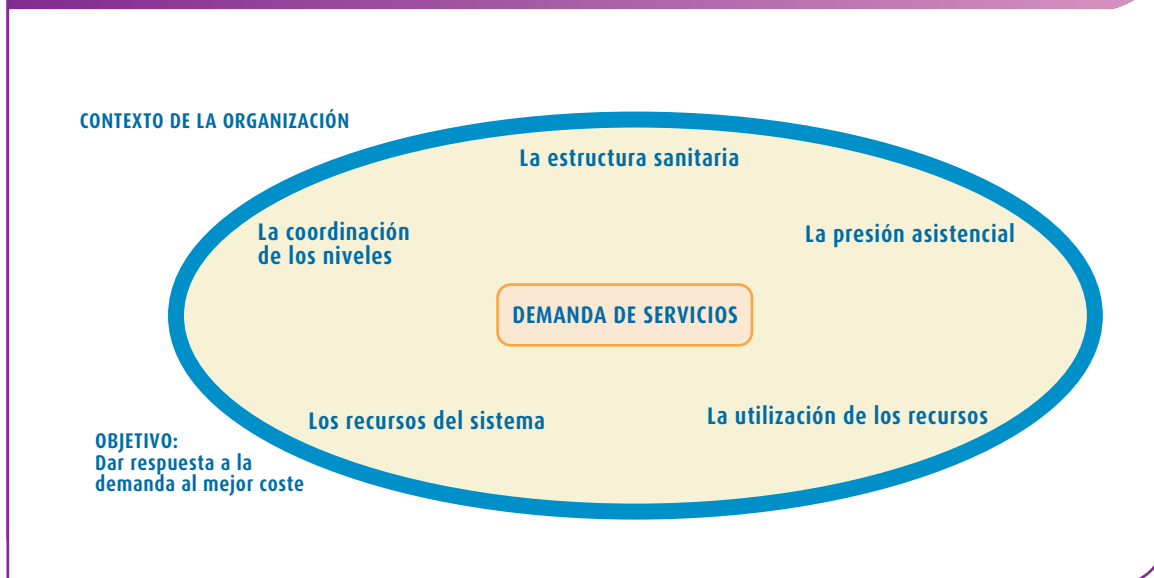 CONTEXTO DE LA ORGANIZACIÓN
La estructura sanitaria
La coordinación
de los niveles
La presión asistencial
DEMANDA DE SERVICIOS
Los recursos del sistema
La utilización de los recursos
OBJETIVO:
Dar respuesta a la
demanda al mejor coste